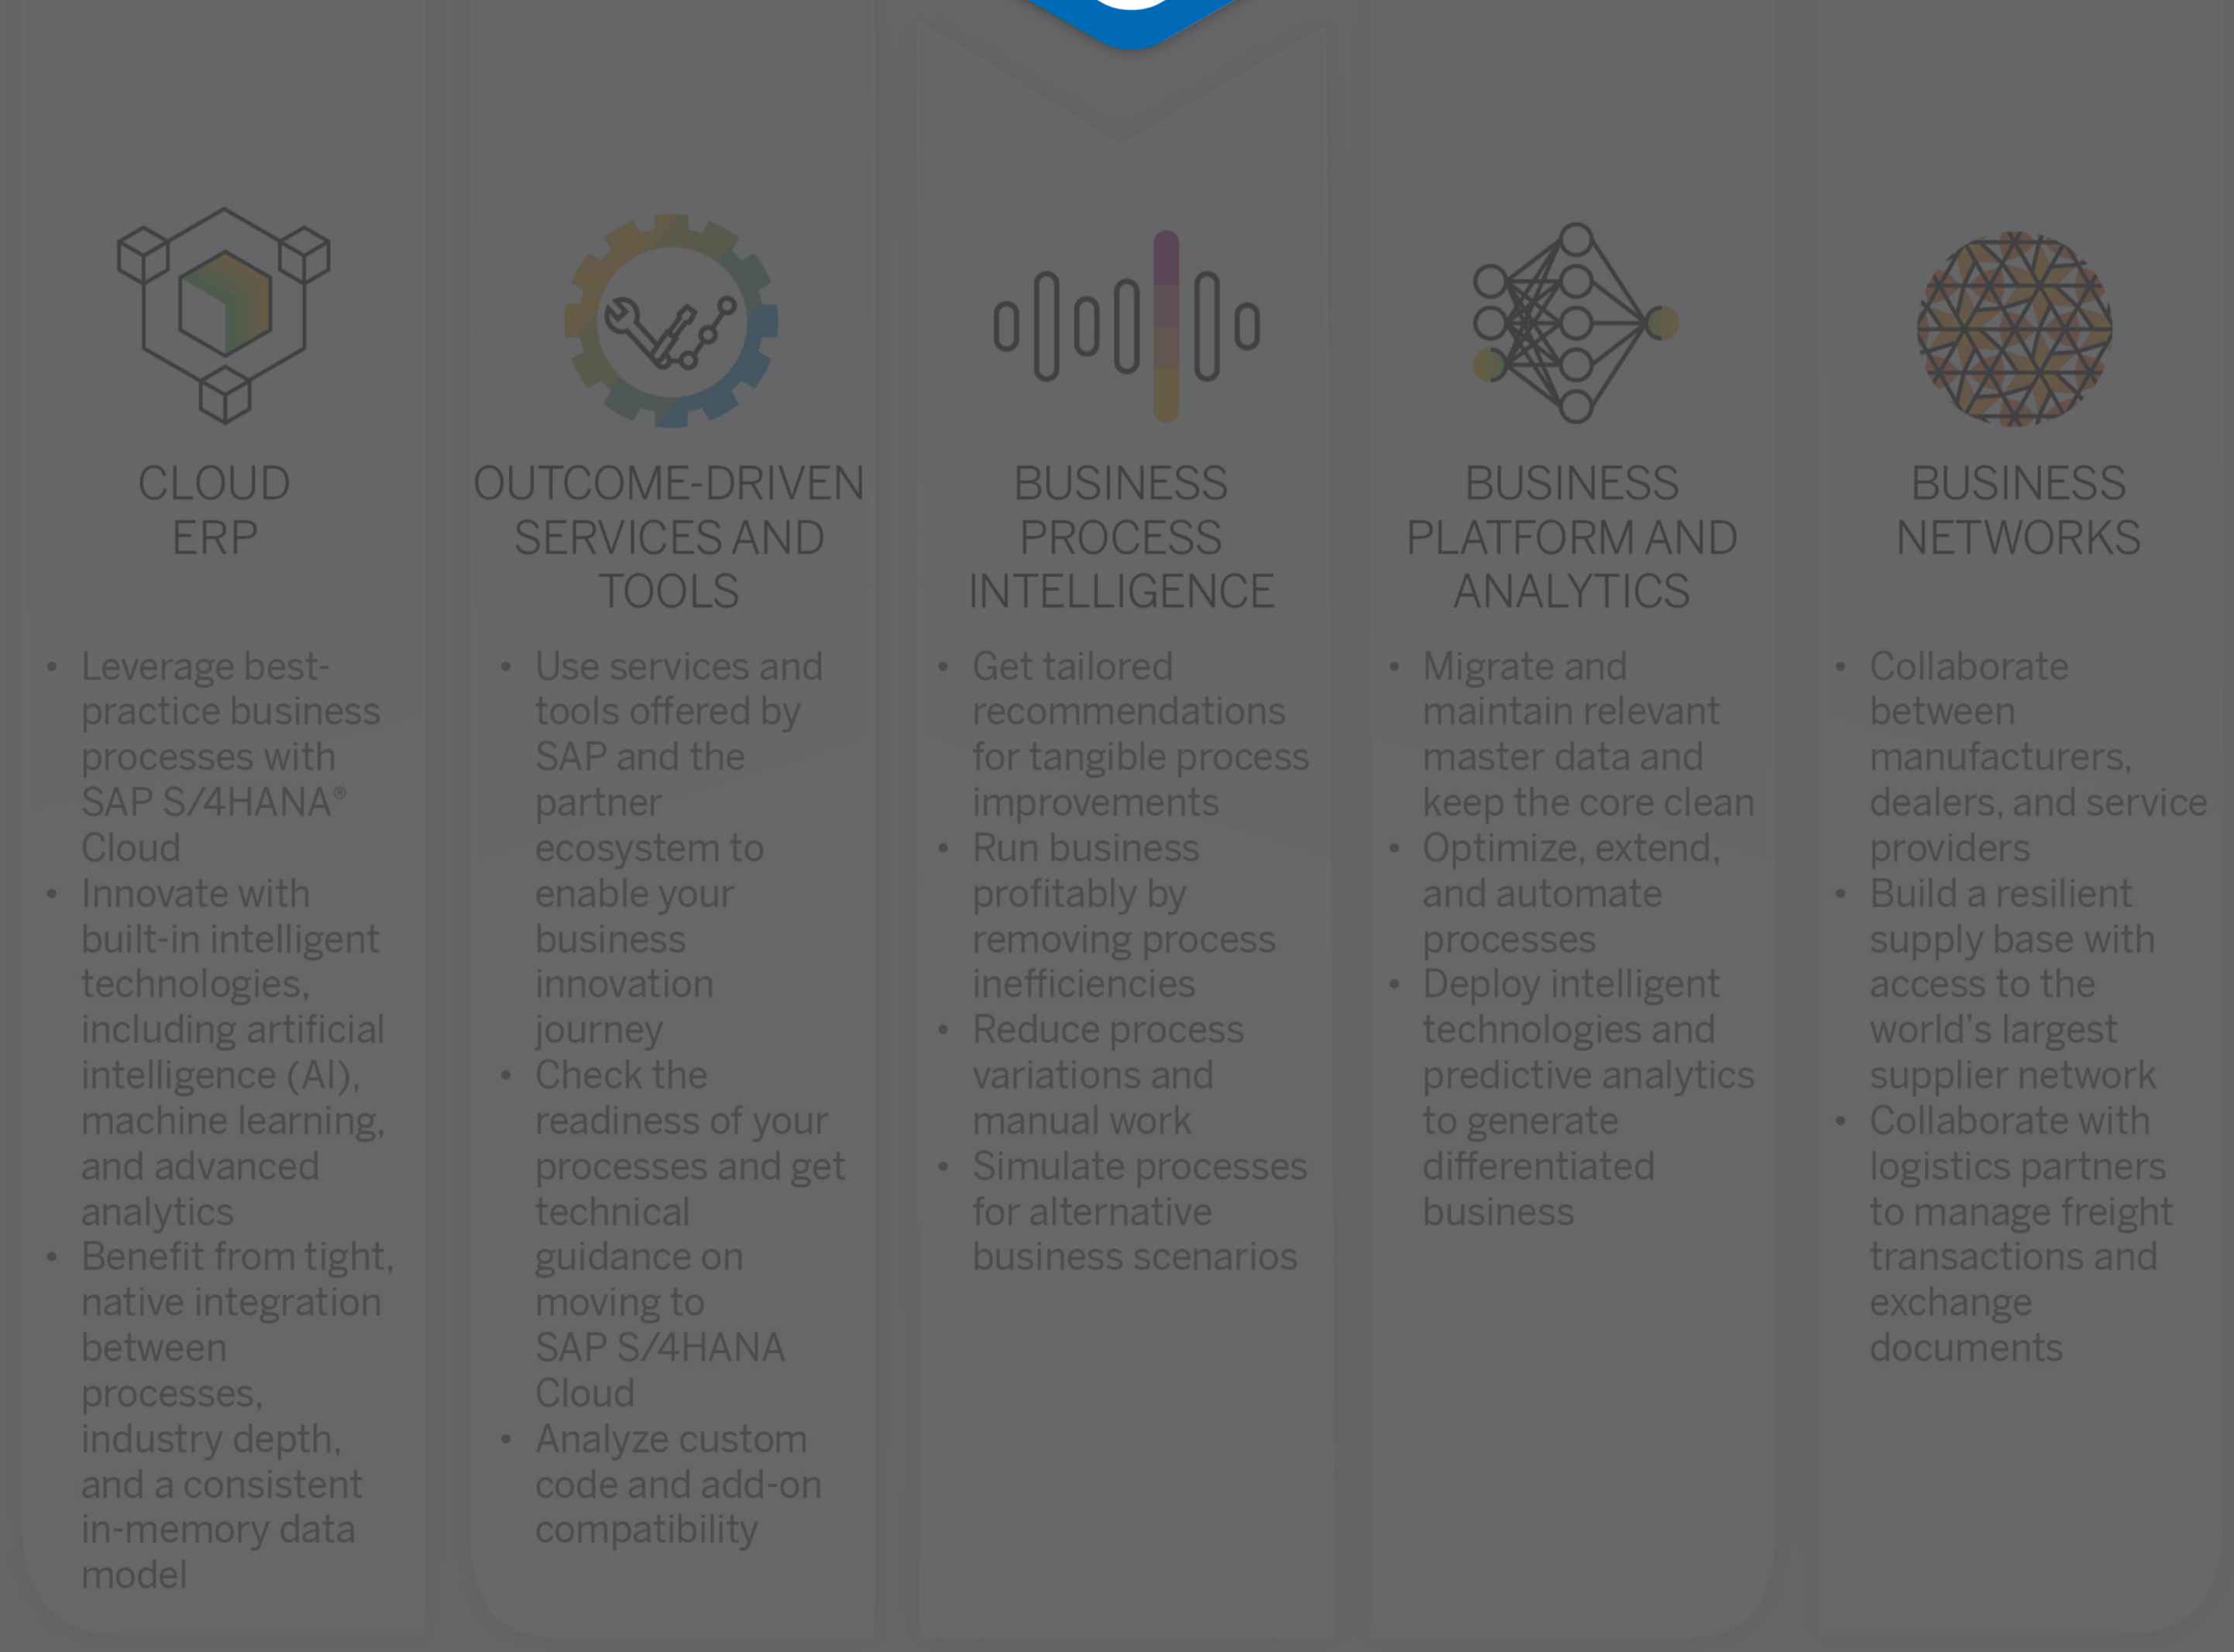 CLOUD
ERP
• Leverage best-
practice business
processes with
SAP S/4HANA®
Cloud
• Innovate with
built-in intelligent
technologies,
including artificial
intelligence (AI),
machine learning,
and advanced
analytics
• Benefit from tight,
native integration
between
processes,
industry depth,
and a consistent
in-memory data
model
OUTCOME-DRIVEN
SERVICES AND
TOOLS
• Use services and
tools offered by
SAP and the
partner
ecosystem to
enable your
business
innovation
journey
• Check the
readiness of your
processes and get
technical
guidance on
moving to
SAP S/4HANA
Cloud
• Analyze custom
code and add-on
compatibility
BUSINESS
PROCESS
INTELLIGENCE
• Get tailored
recommendations
for tangible process
improvements
• Run business
profitably by
removing process
inefficiencies
• Reduce process
variations and
manual work
• Simulate processes
for alternative
business scenarios
BUSINESS
PLATFORM AND
ANALYTICS
• Migrate and
maintain relevant
master data and
keep the core clean
• Optimize, extend,
and automate
processes
• Deploy intelligent
technologies and
predictive analytics
to generate
differentiated
business
BUSINESS
NETWORKS
• Collaborate
between
manufacturers,
dealers, and service
providers
• Build a resilient
supply base with
access to the
world's largest
supplier network
• Collaborate with
logistics partners
to manage freight
transactions and
exchange
documents